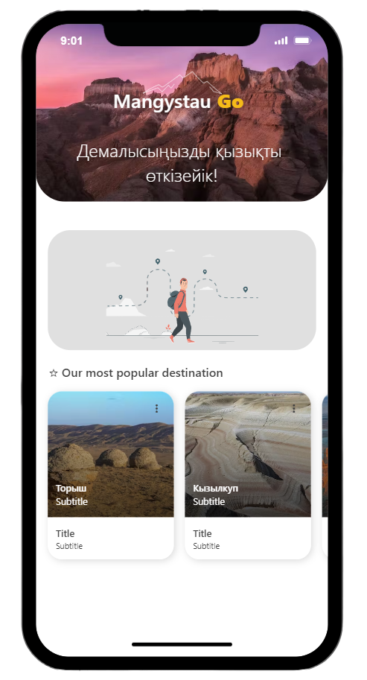 9:01
Mangystau Go
Демалысыңызды қызықты
өткізейік!
☆ Our most popular destination
Торыш
Subtitle
Кызылкуп
Subtitle
Title
Subtitle
Title
Subtitle